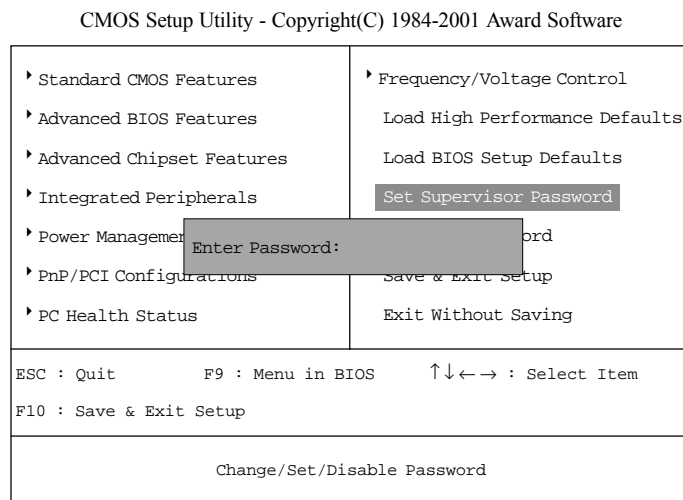 CMOS Setup Utility - Copyright(C) 1984-2001 Award Software
Standard CMOS Features
Advanced BIOS Features
Advanced Chipset Features
Integrated Peripherals
Power Managemen
PnP/PCI Configurations
PC Health Status
Frequency/Voltage Control
Load High Performance Defaults
Load BIOS Setup Defaults
Set Supervisor Password
ord
Save & Exit Setup
Exit Without Saving
Enter Password:
ESC : Quit F9 : Menu in BIOS ↑↓←→ : Select Item
F10 : Save & Exit Setup
Change/Set/Disable Password